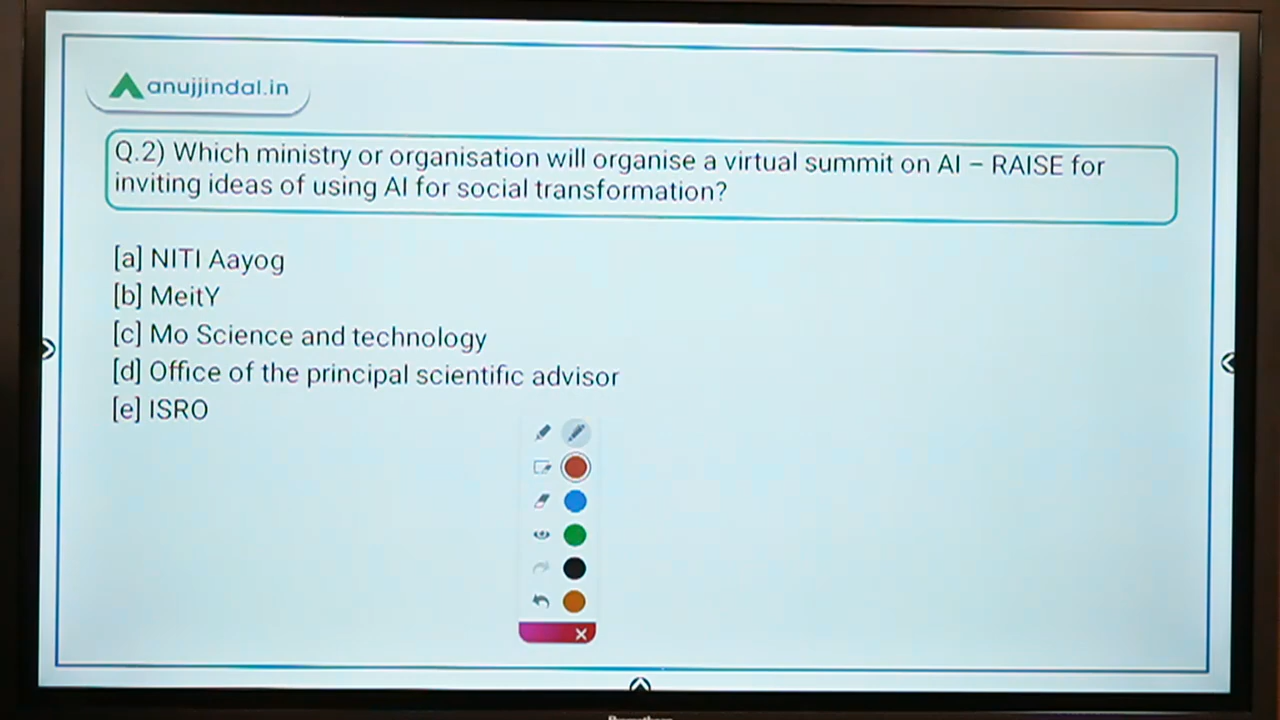 anujjindal.in
Q.2) Which ministry or organisation will organise a virtual summit on AI – RAISE for
inviting ideas of using AI for social transformation?
[a] NITI Aayog
[b] MeitY
[c] Mo Science and technology
[d] Office of the principal scientific advisor
[e] ISRO